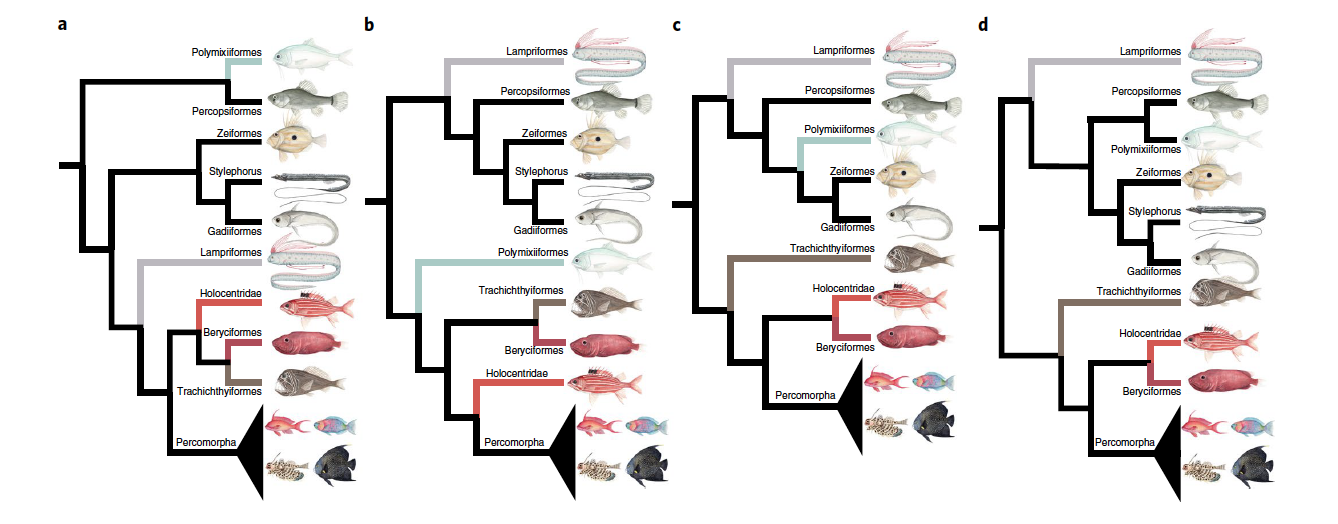 a
Polymixiiformes
Percopsiformes
Zeiformes
Stylephorus
Gadiiformes
Lampriformes
Holocentridae
Beryciformes
Trachichthyiformes
Percomorpha
b
Lampriformes
Percopsiformes
Zeiformes
Stylephorus
Gadiiformes
Polymixiiformes
Trachichthyiformes
Beryciformes
Holocentridae
Percomorpha
c
Lampriformes
Percopsiformes
Polymixiiformes
Zeiformes
Gadiiformes
Trachichthyiformes
Holocentridae
Beryciformes
Percomorpha
d
Lampriformes
Percopsiformes
Polymixiiformes
Zeiformes
Stylephorus
Gadiiformes
Trachichthyiformes
Holocentridae
Beryciformes
Percomorpha